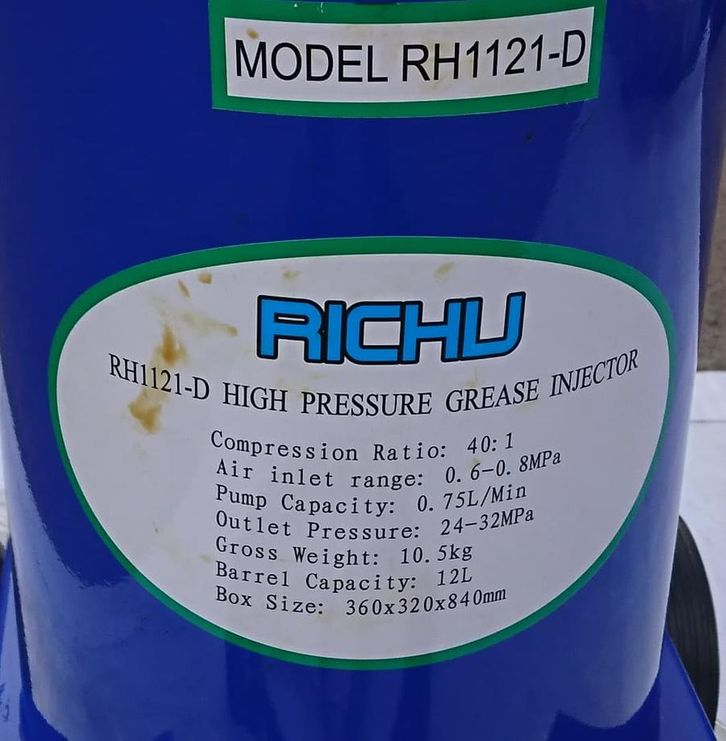 MODEL RH1121-D
RICHU
RH1121-D HIGH PRESSURE GREASE INJECTOR
Compression Ratio: 40:1
Air inlet range: 0.6-0.8MPa
Pump Capacity: 0.75L/Min
Outlet Pressure: 24-32MPa
Gross Weight: 10.5kg
Barrel Capacity: 12L
Box Size: 360x320x840mm